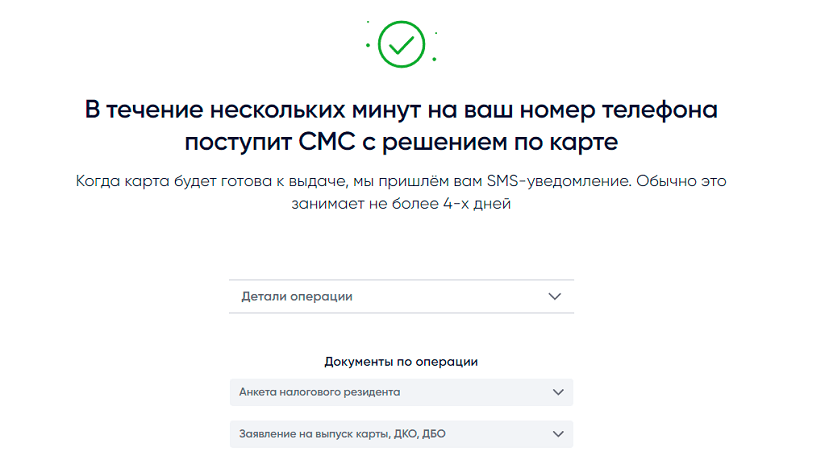 В течение нескольких минут на ваш номер телефона
поступит СМС с решением по карте
Когда карта будет готова к выдаче, мы пришлём вам SMS-уведомление. Обычно это
занимает не более 4-х дней
Детали операции
Документы по операции
Анкета налогового резидента
Заявление на выпуск карты, ДКО, ДБО